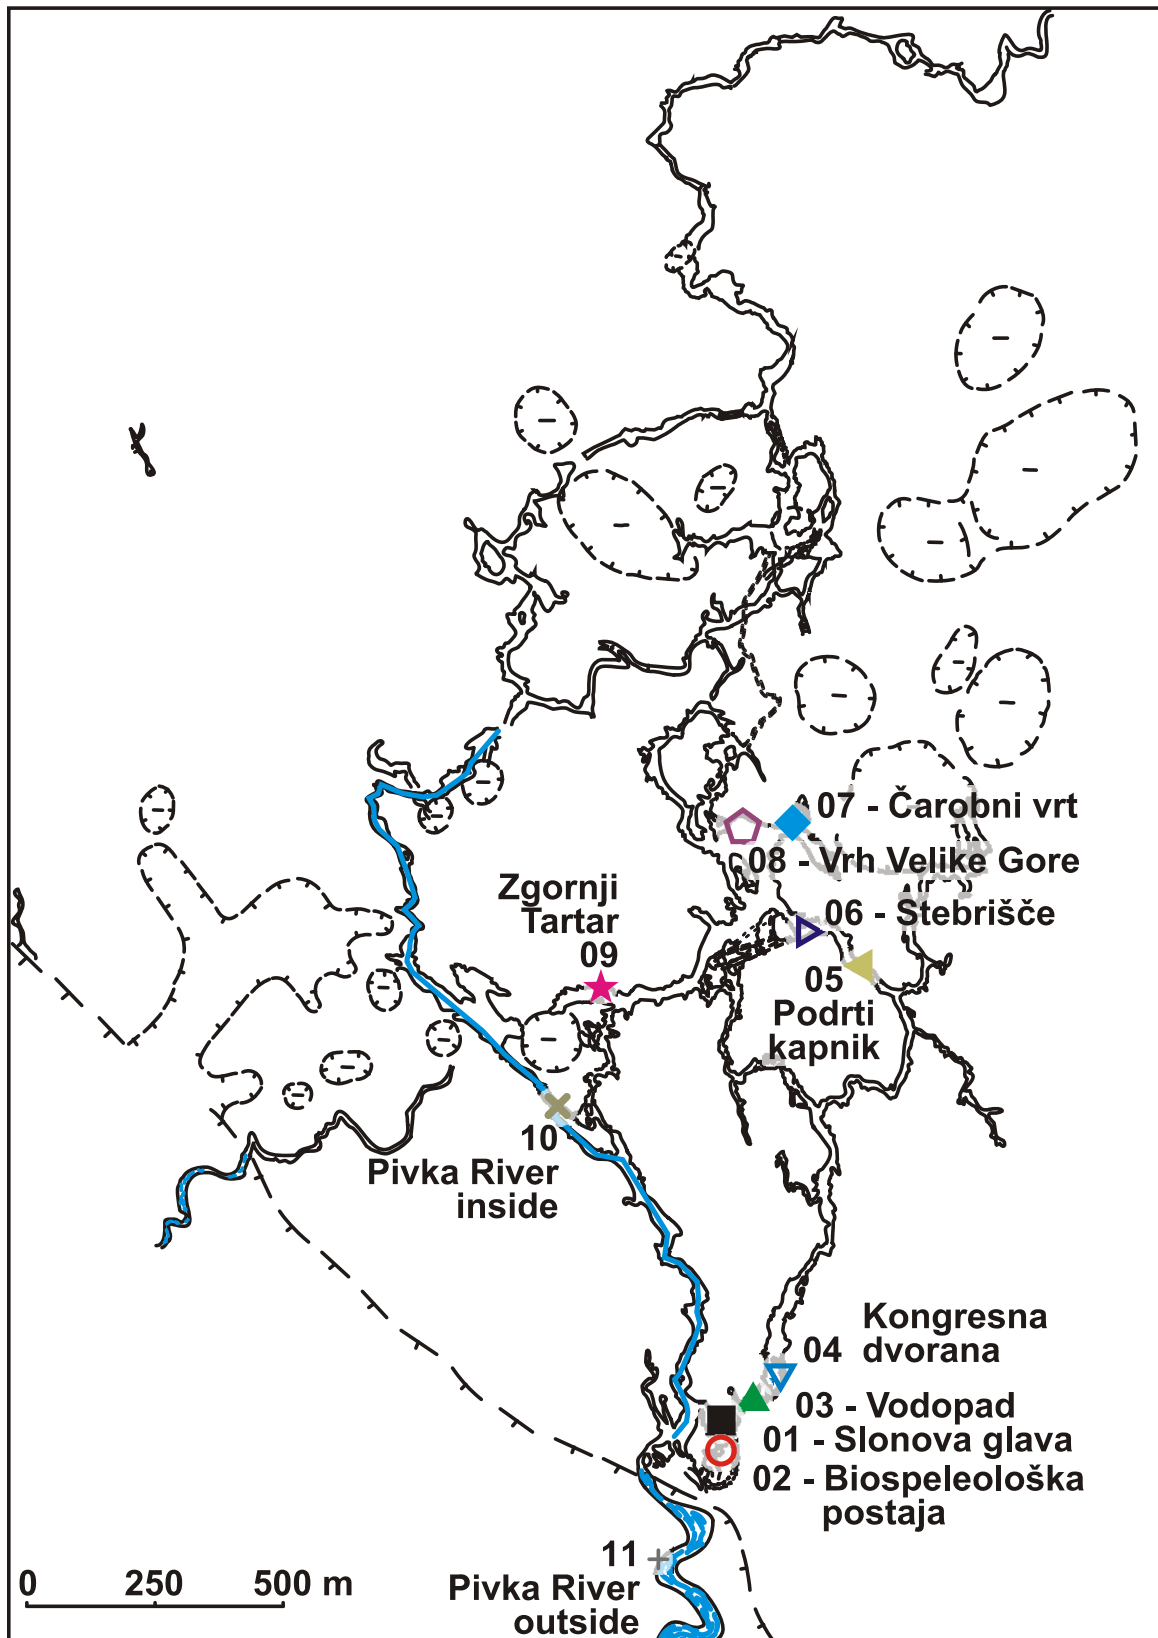 07 - Čarobni vrt
08 - Vrh Velike Gore
Zgornji
Tartar
09
06 - Stebrišče
05
Podrti
kapnik
10
Pivka River
inside
Kongresna
04 dvorana
03 - Vodopad
01 - Slonova glava
02 - Biospeleološka
postaja
11
Pivka River
outside
0 250 500 m